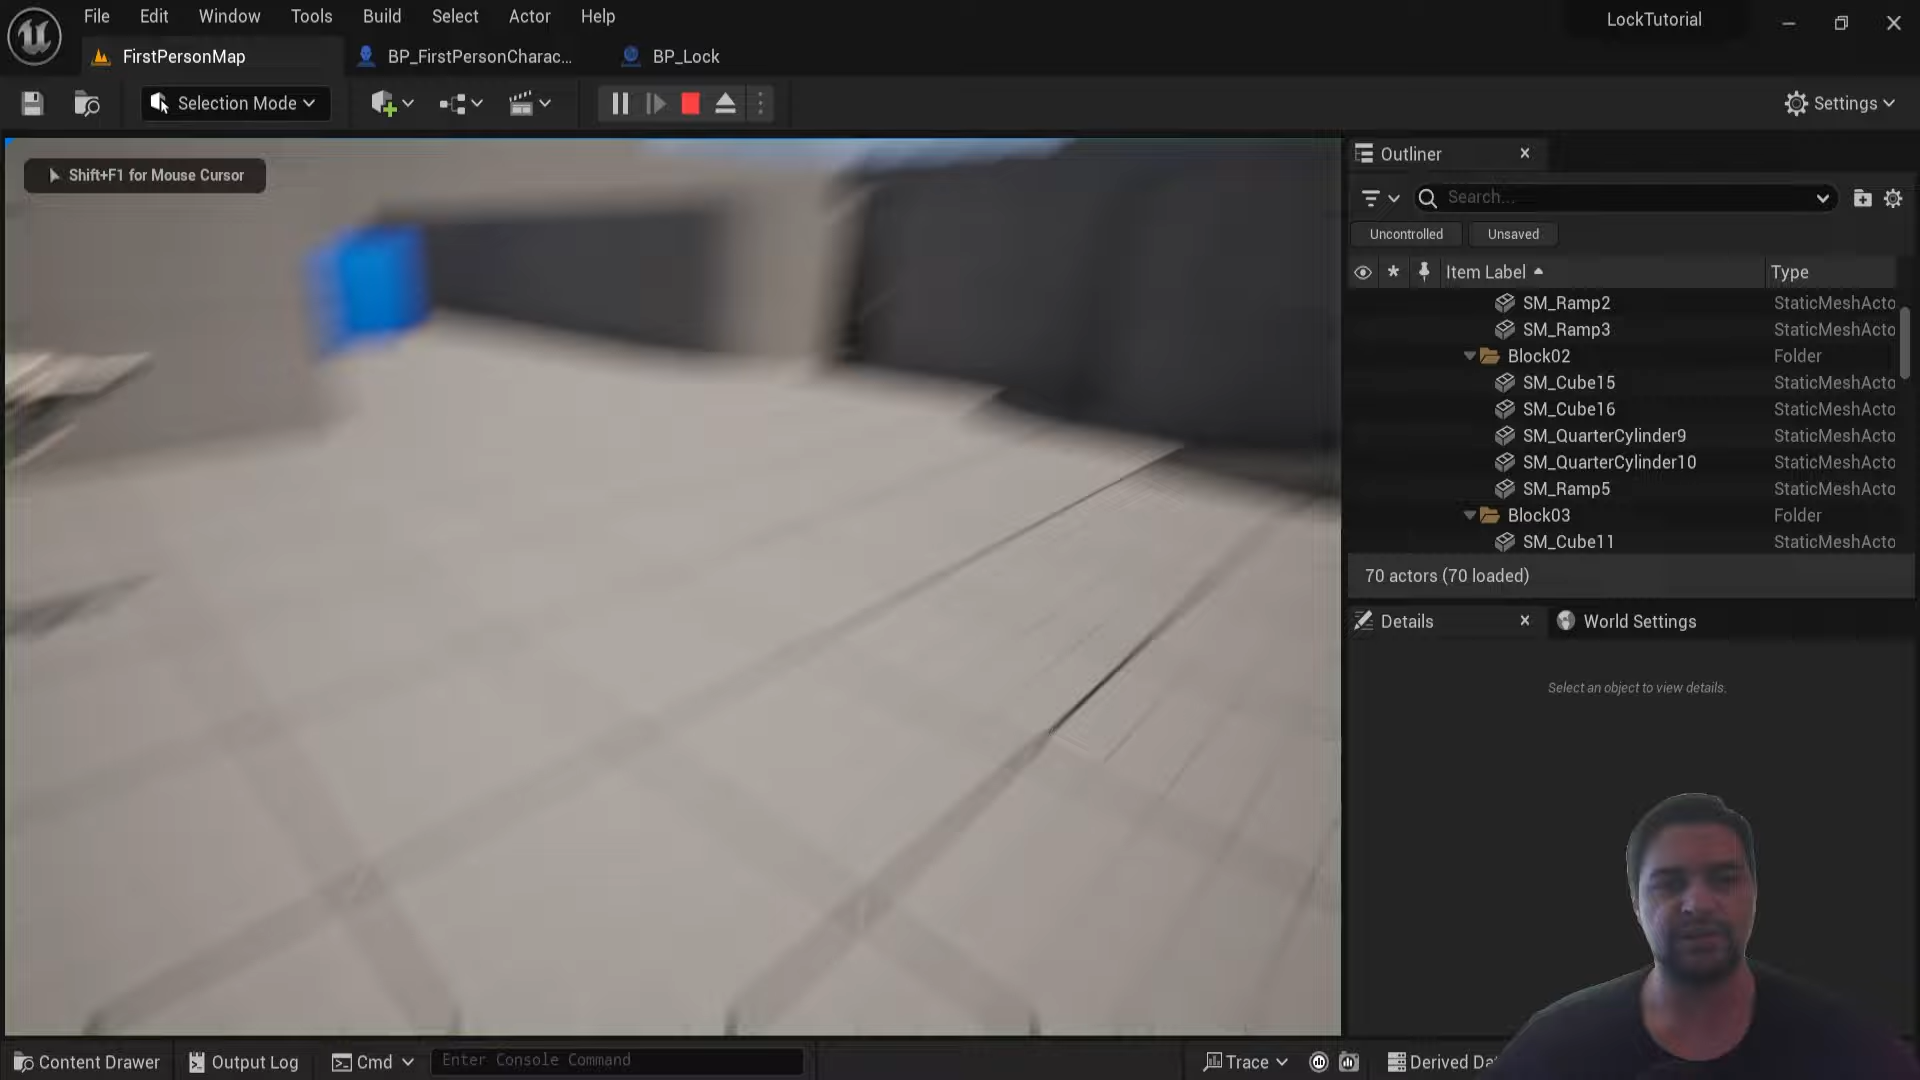 File Edit Window Tools Build Select Actor Help
LockTutorial
FirstPersonMap
BP_FirstPersonCharac...
BP_Lock
Selection Mode
Settings
Shift+F1 for Mouse Cursor
Outliner
Search...
Uncontrolled
Unsaved
Item Label
Type
SM_Ramp2 StaticMeshActo
SM_Ramp3 StaticMeshActo
Block02 Folder
SM_Cube15 StaticMeshActo
SM_Cube16 StaticMeshActo
SM_QuarterCylinder9 StaticMeshActo
SM_QuarterCylinder10 StaticMeshActo
SM_Ramp5 StaticMeshActo
Block03 Folder
SM_Cube11 StaticMeshActo
70 actors (70 loaded)
Details
World Settings
Select an object to view details.
Content Drawer
Output Log
Cmd
Enter Console Command
Trace
Derived Da